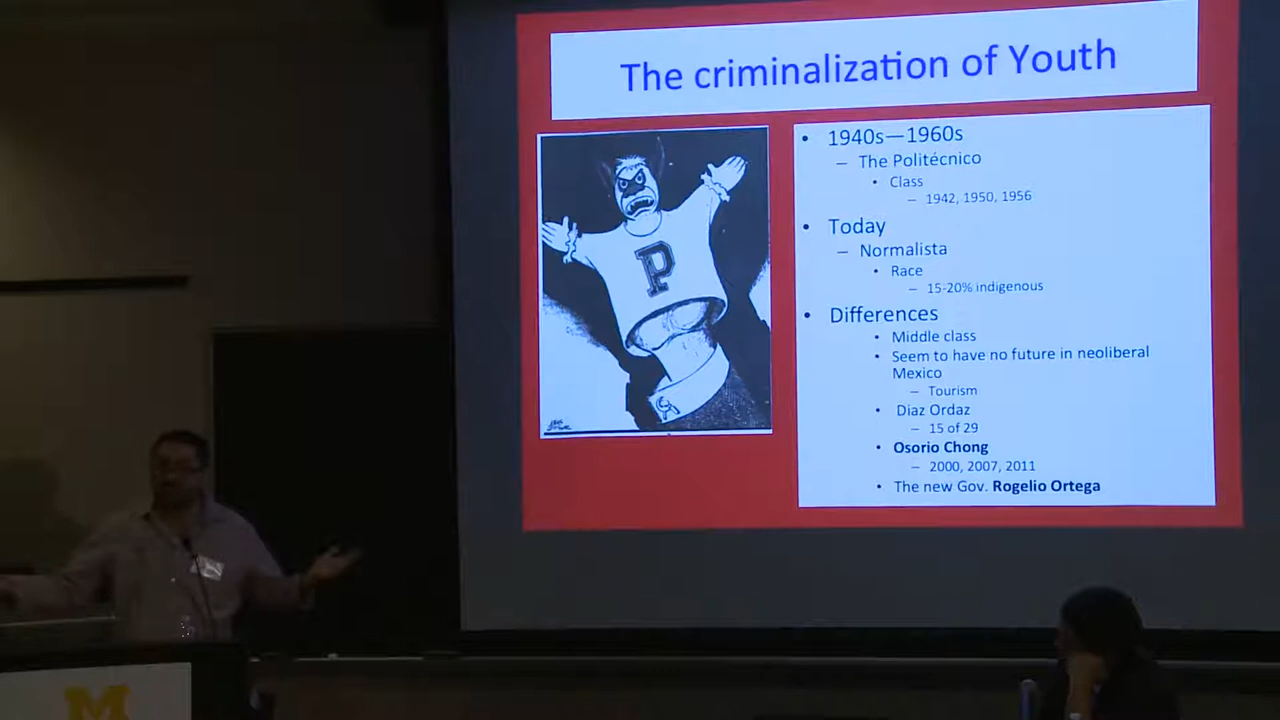 The criminalization of Youth
P
• 1940s—1960s
– The Politécnico
• Class
– 1942, 1950, 1956
• Today
– Normalista
• Race
– 15-20% indigenous
• Differences
• Middle class
• Seem to have no future in neoliberal
Mexico
– Tourism
• Diaz Ordaz
– 15 of 29
• Osorio Chong
– 2000, 2007, 2011
• The new Gov. Rogelio Ortega
M